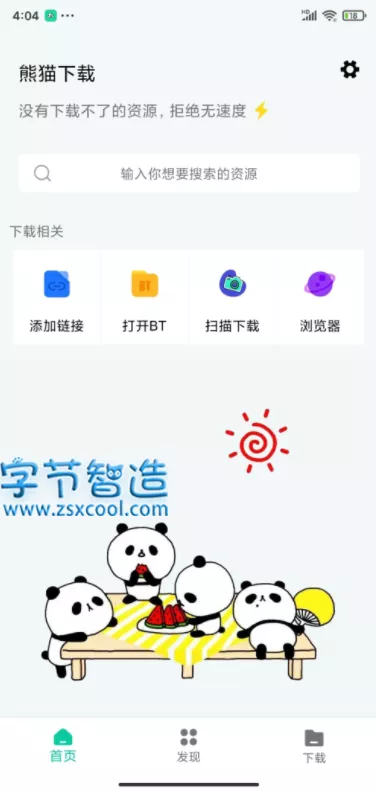 4:04
HD
18
熊猫下载
没有下载不了的资源，拒绝无速度
输入你想要搜索的资源
下载相关
BT
添加链接
打开BT
扫描下载
浏览器
字节智造
www.zsxcool.com
首页
发现
下载